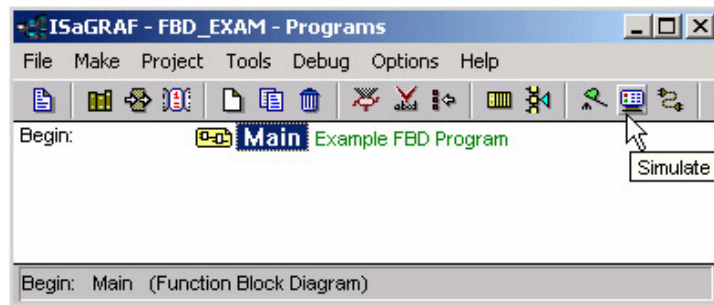 ISaGRAF - FBD_EXAM - Programs
File Make Project Tools Debug Options Help
Begin: Main Example FBD Program
Simulate
Begin: Main (Function Block Diagram)